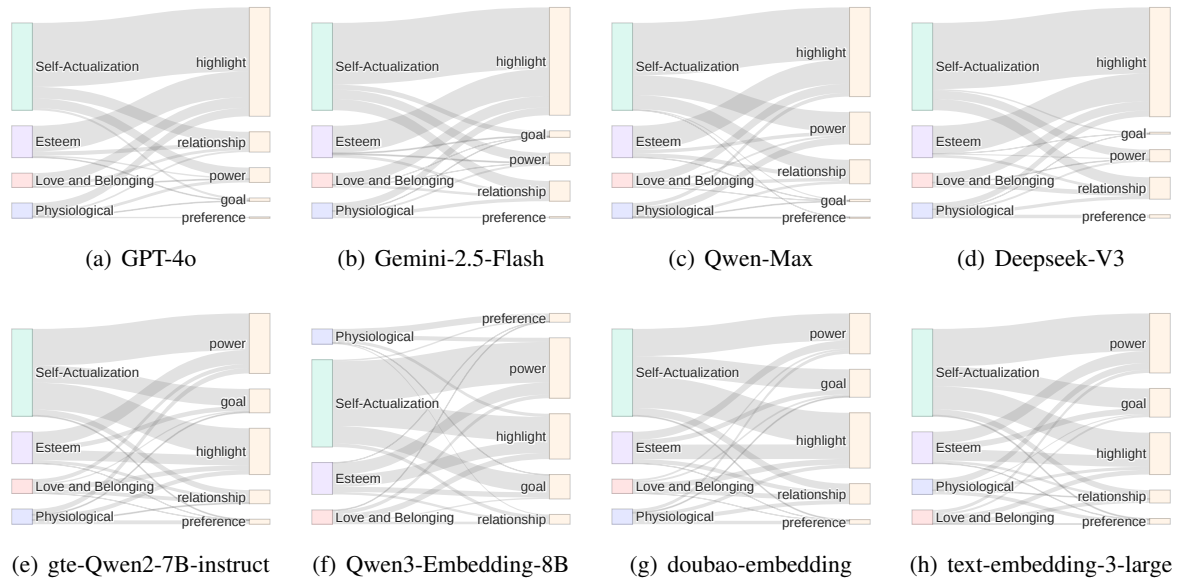 Self-Actualization
highlight
Esteem
relationship
Love and Belonging
power
Physiological
goal
preference
(a) GPT-4o
Self-Actualization
highlight
Esteem
goal
power
Love and Belonging
relationship
Physiological
preference
(b) Gemini-2.5-Flash
highlight
Self-Actualization
power
Esteem
relationship
Love and Belonging
goal
Physiological
preference
(c) Qwen-Max
highlight
Self-Actualization
goal
Esteem
power
Love and Belonging
relationship
Physiological
preference
(d) Deepseek-V3
power
Self-Actualization
goal
Esteem
highlight
Love and Belonging
relationship
Physiological
preference
(e) gte-Qwen2-7B-instruct
preference
Physiological
power
Self-Actualization
highlight
Esteem
goal
Love and Belonging
relationship
(f) Qwen3-Embedding-8B
power
Self-Actualization
goal
Esteem
highlight
Love and Belonging
relationship
Physiological
preference
(g) doubao-embedding
power
Self-Actualization
goal
Esteem
highlight
Physiological
relationship
Love and Belonging
preference
(h) text-embedding-3-large